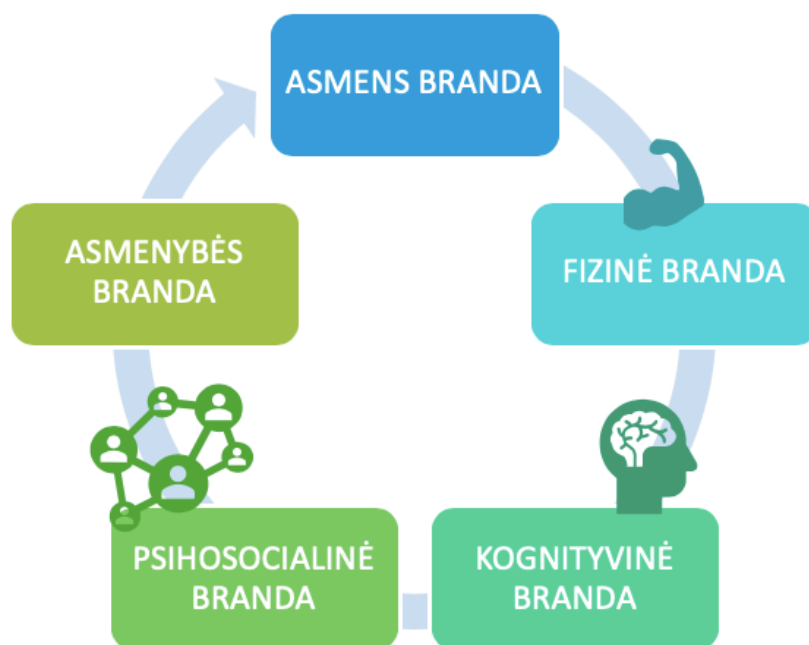 ASMENS BRANDA
FIZINĖ BRANDA
KOGNITYVINĖ
BRANDA
PSIHOSOCIALINĖ
BRANDA
ASMENYBĖS
BRANDA